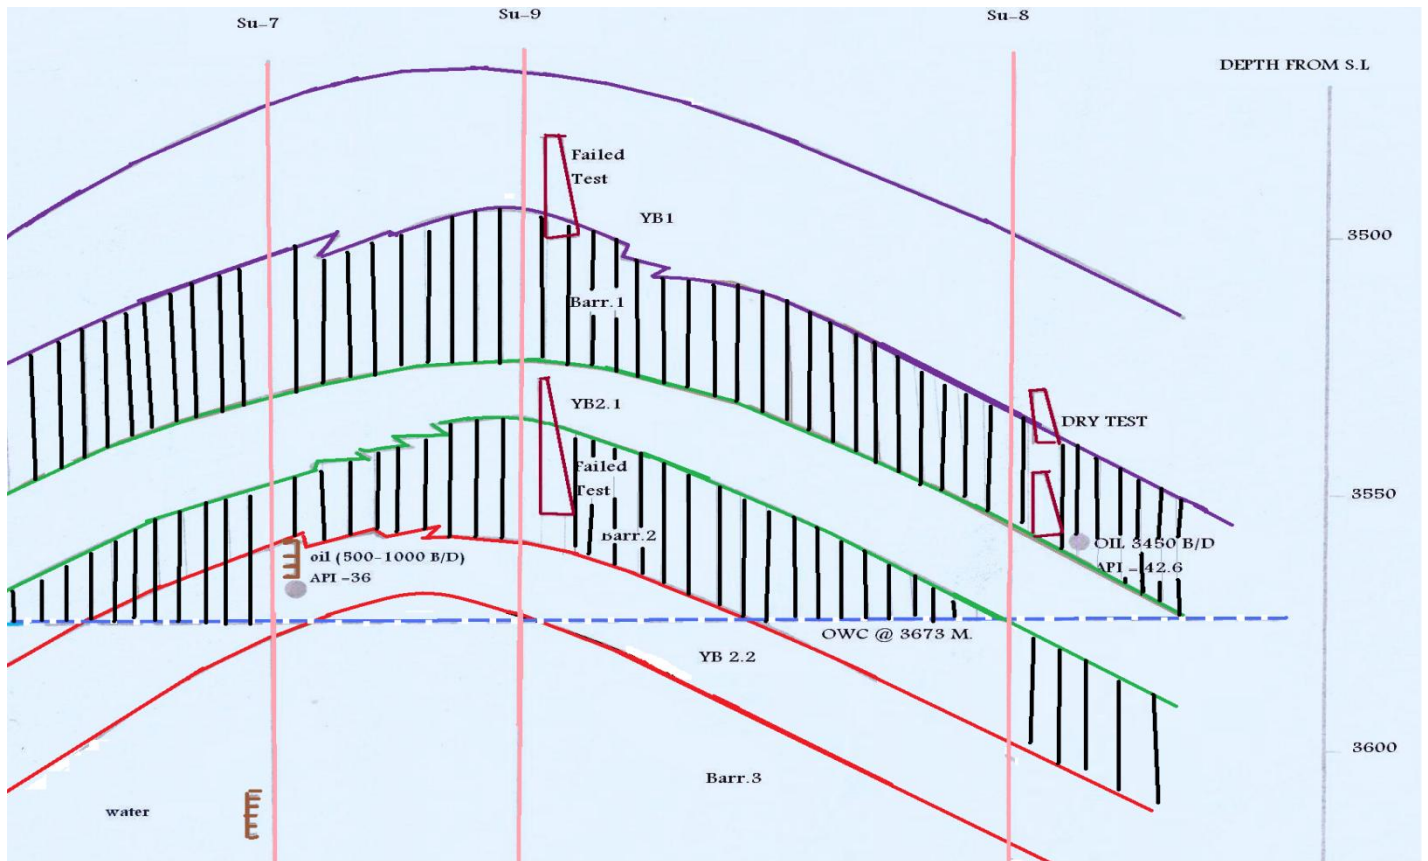 Su-7
Su-9
Su-8
DEPTH FROM S.L
Failed
Test
YB1
3500
Barr.1
YB2.1
DRY TEST
Failed
Test
3550
Barr.2
oil (500-1000 B/D)
API -36
OIL 3450 B/D
API - 42.6
OWC @ 3673 M.
YB 2.2
3600
Barr.3
water